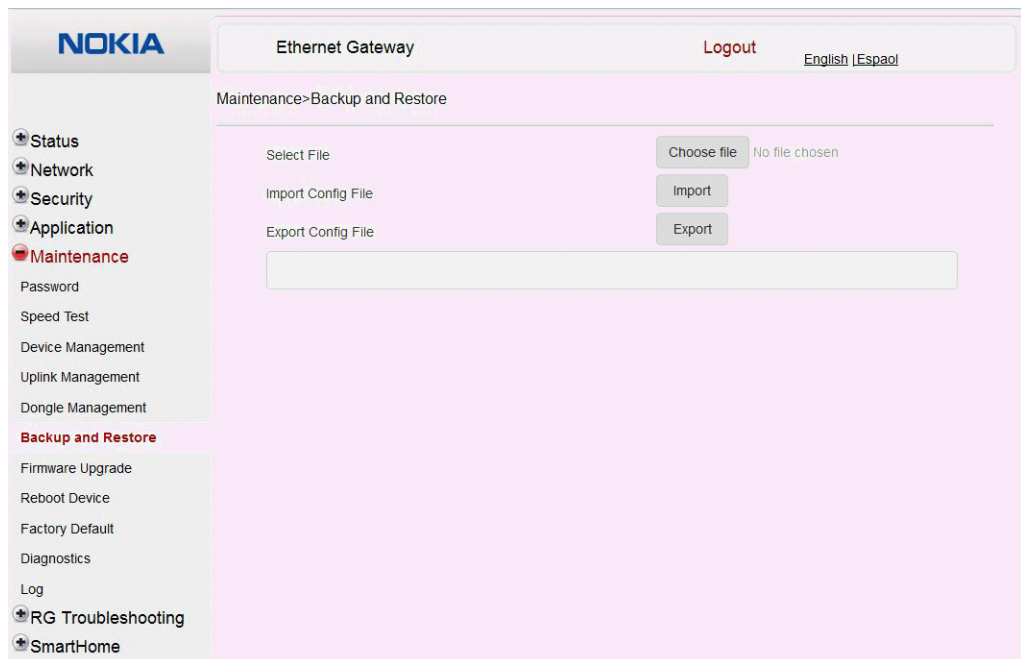 NOKIA
Ethernet Gateway
Logout
English |Espaol
Maintenance>Backup and Restore
Status
Network
Security
Application
Maintenance
Password
Speed Test
Device Management
Uplink Management
Dongle Management
Backup and Restore
Firmware Upgrade
Reboot Device
Factory Default
Diagnostics
Log
RG Troubleshooting
SmartHome
Select File
Choose file No file chosen
Import Config File
Import
Export Config File
Export